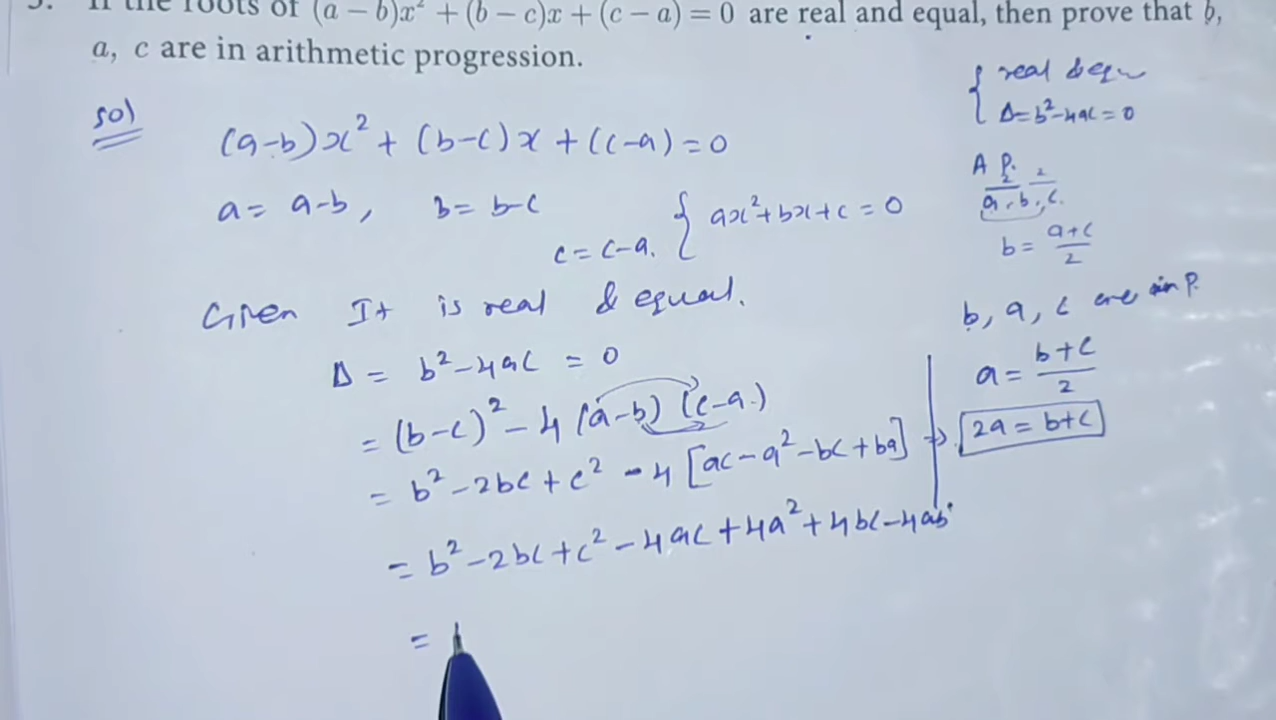 If the roots of (a − b)x² + (b − c)x + (c − a) = 0 are real and equal, then prove that b,
a, c are in arithmetic progression.
sol
(a-b)x² + (b-c)x + (c-a) = 0
a = a-b, b = b-c
c = c-a. { ax²+bx+c = 0
Given It is real & equal.
Δ = b²-4ac = 0
= (b-c)² - 4 (a-b) (c-a)
= b² - 2bc + c² - 4 [ac - a² - bc + ba]
= b² - 2bc + c² - 4ac + 4a² + 4bc - 4ab
=
{ real & equ
Δ = b²-4ac = 0
A P.
2 2
a, b, c.
b = a+c/2
b, a, c are in P.
a = b+c/2
⇒ 2a = b+c